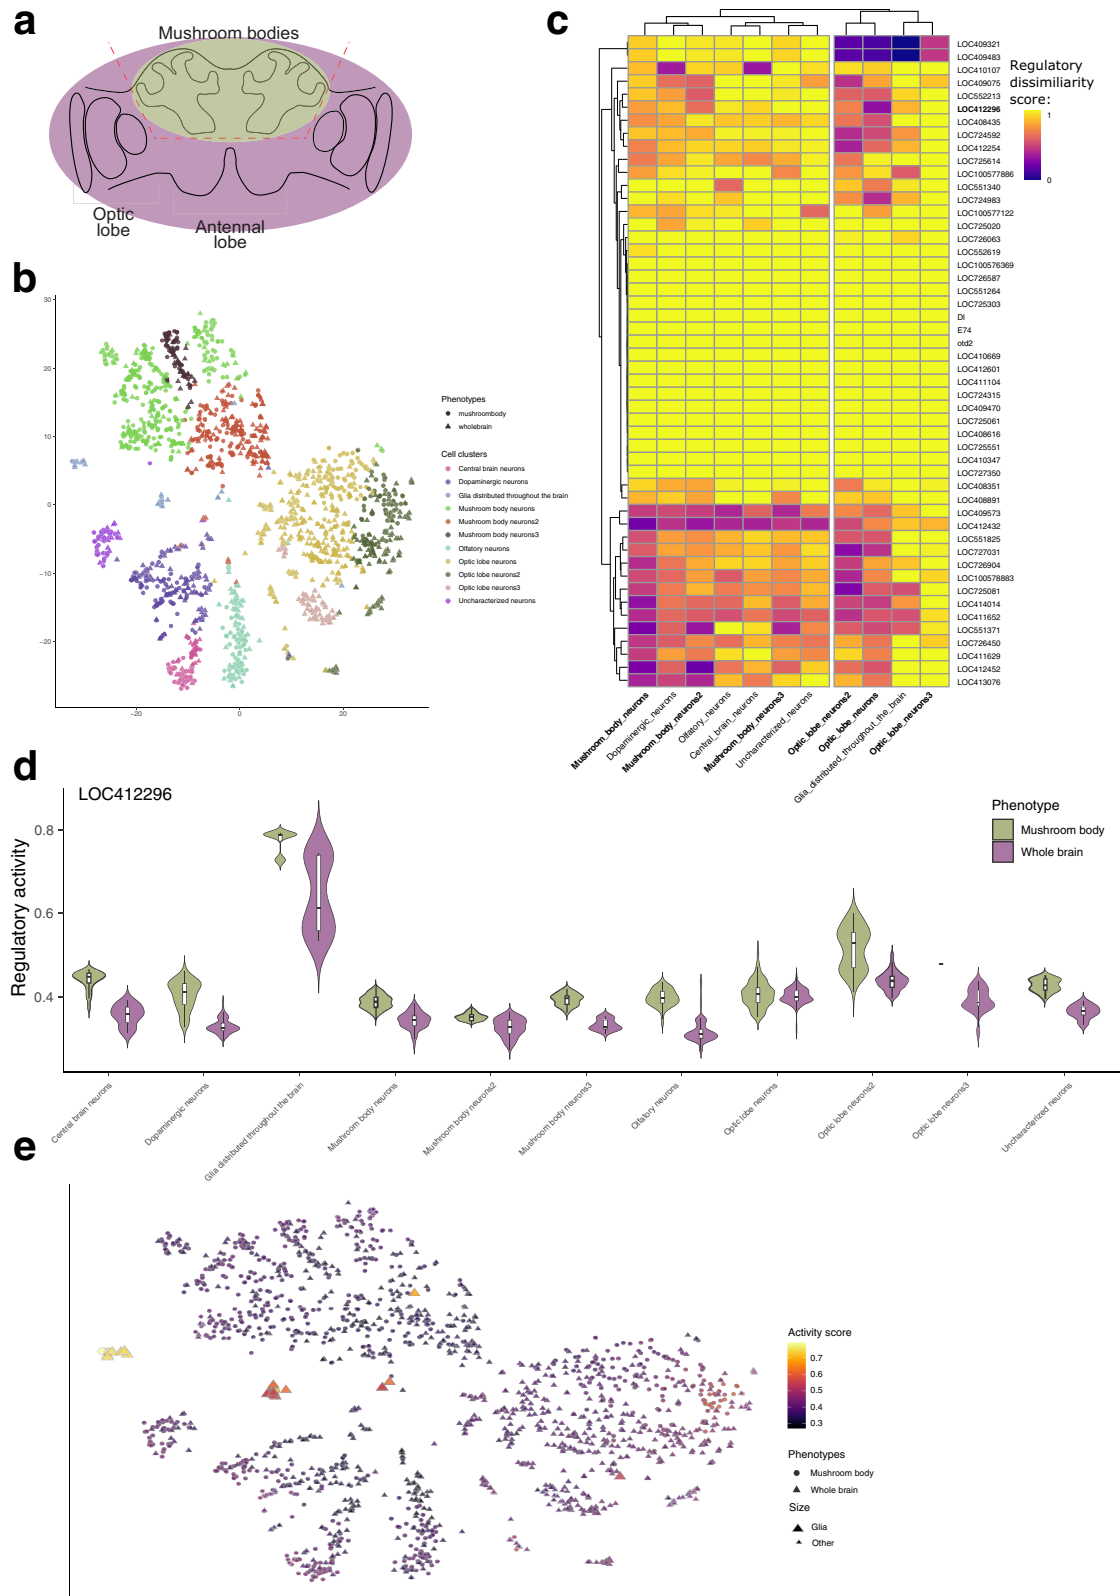 a
Mushroom bodies
Optic
lobe
Antennal
lobe
b
30
20
10
0
−10
−20
−20
0
20
Phenotypes
mushroombody
wholebrain
Cell clusters
Central brain neurons
Dopaminergic neurons
Glia distributed throughout the brain
Mushroom body neurons
Mushroom body neurons2
Mushroom body neurons3
Olfatory neurons
Optic lobe neurons
Optic lobe neurons2
Optic lobe neurons3
Uncharacterized neurons
c
LOC409321
LOC409483
LOC410107
LOC409075
LOC552213
LOC412296
LOC408435
LOC724592
LOC412254
LOC725614
LOC100577886
LOC551340
LOC724983
LOC100577122
LOC725020
LOC726063
LOC552619
LOC100576369
LOC726587
LOC551264
LOC725303
Dl
E74
otd2
LOC410669
LOC412601
LOC411104
LOC724315
LOC409470
LOC725061
LOC408616
LOC725551
LOC410347
LOC727350
LOC408351
LOC408891
LOC409573
LOC412432
LOC551825
LOC727031
LOC726904
LOC100578883
LOC725081
LOC414014
LOC411652
LOC551371
LOC726450
LOC411629
LOC412452
LOC413076
Mushroom_body_neurons
Dopaminergic_neurons
Mushroom_body_neurons2
Olfatory_neurons
Central_brain_neurons
Mushroom_body_neurons3
Uncharacterized_neurons
Optic_lobe_neurons2
Optic_lobe_neurons
Glia_distributed_throughout_the_brain
Optic_lobe_neurons3
Regulatory
dissimiliarity
score:
1
0
d
LOC412296
Regulatory activity
0.8
0.6
0.4
Phenotype
Mushroom body
Whole brain
Central brain neurons
Dopaminergic neurons
Glia distributed throughout the brain
Mushroom body neurons
Mushroom body neurons2
Mushroom body neurons3
Olfatory neurons
Optic lobe neurons
Optic lobe neurons2
Optic lobe neurons3
Uncharacterized neurons
e
Activity score
0.7
0.6
0.5
0.4
0.3
Phenotypes
Mushroom body
Whole brain
Size
Glia
Other